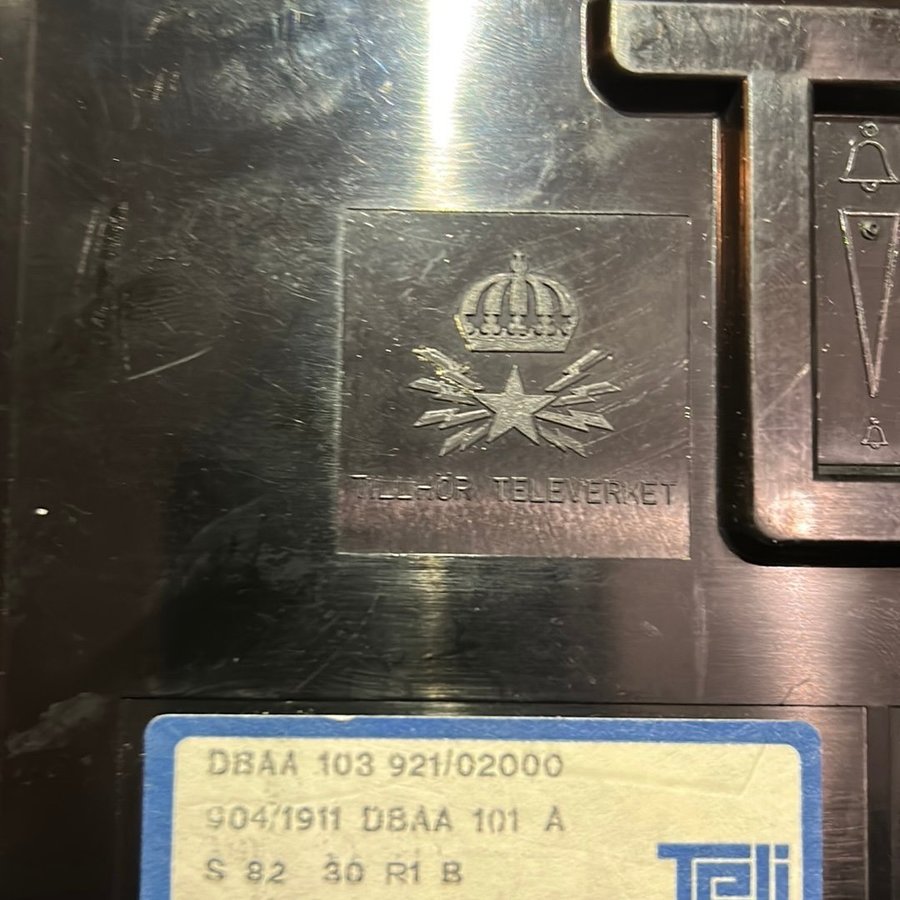 TILLHÖR TELEVERKET
DBAA 103 921/02000
904/1911 DBAA 101 A
S 82 30 R1 B
Teli